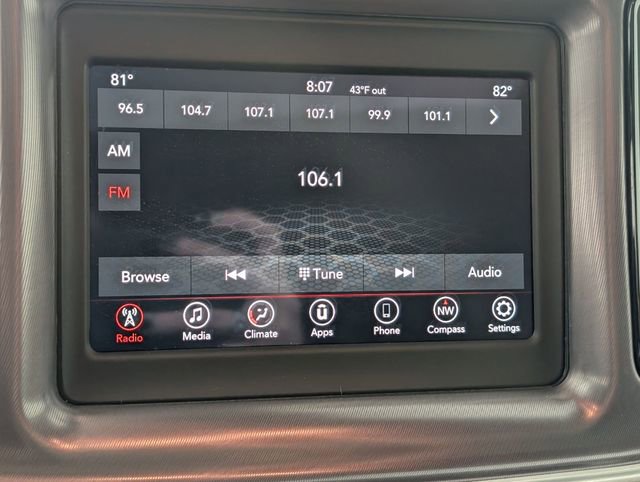 81° 8:07 43°F out 82°
96.5 104.7 107.1 107.1 99.9 101.1
AM
106.1
FM
Browse Tune Audio
NW
Radio Media Climate Apps Phone Compass Settings